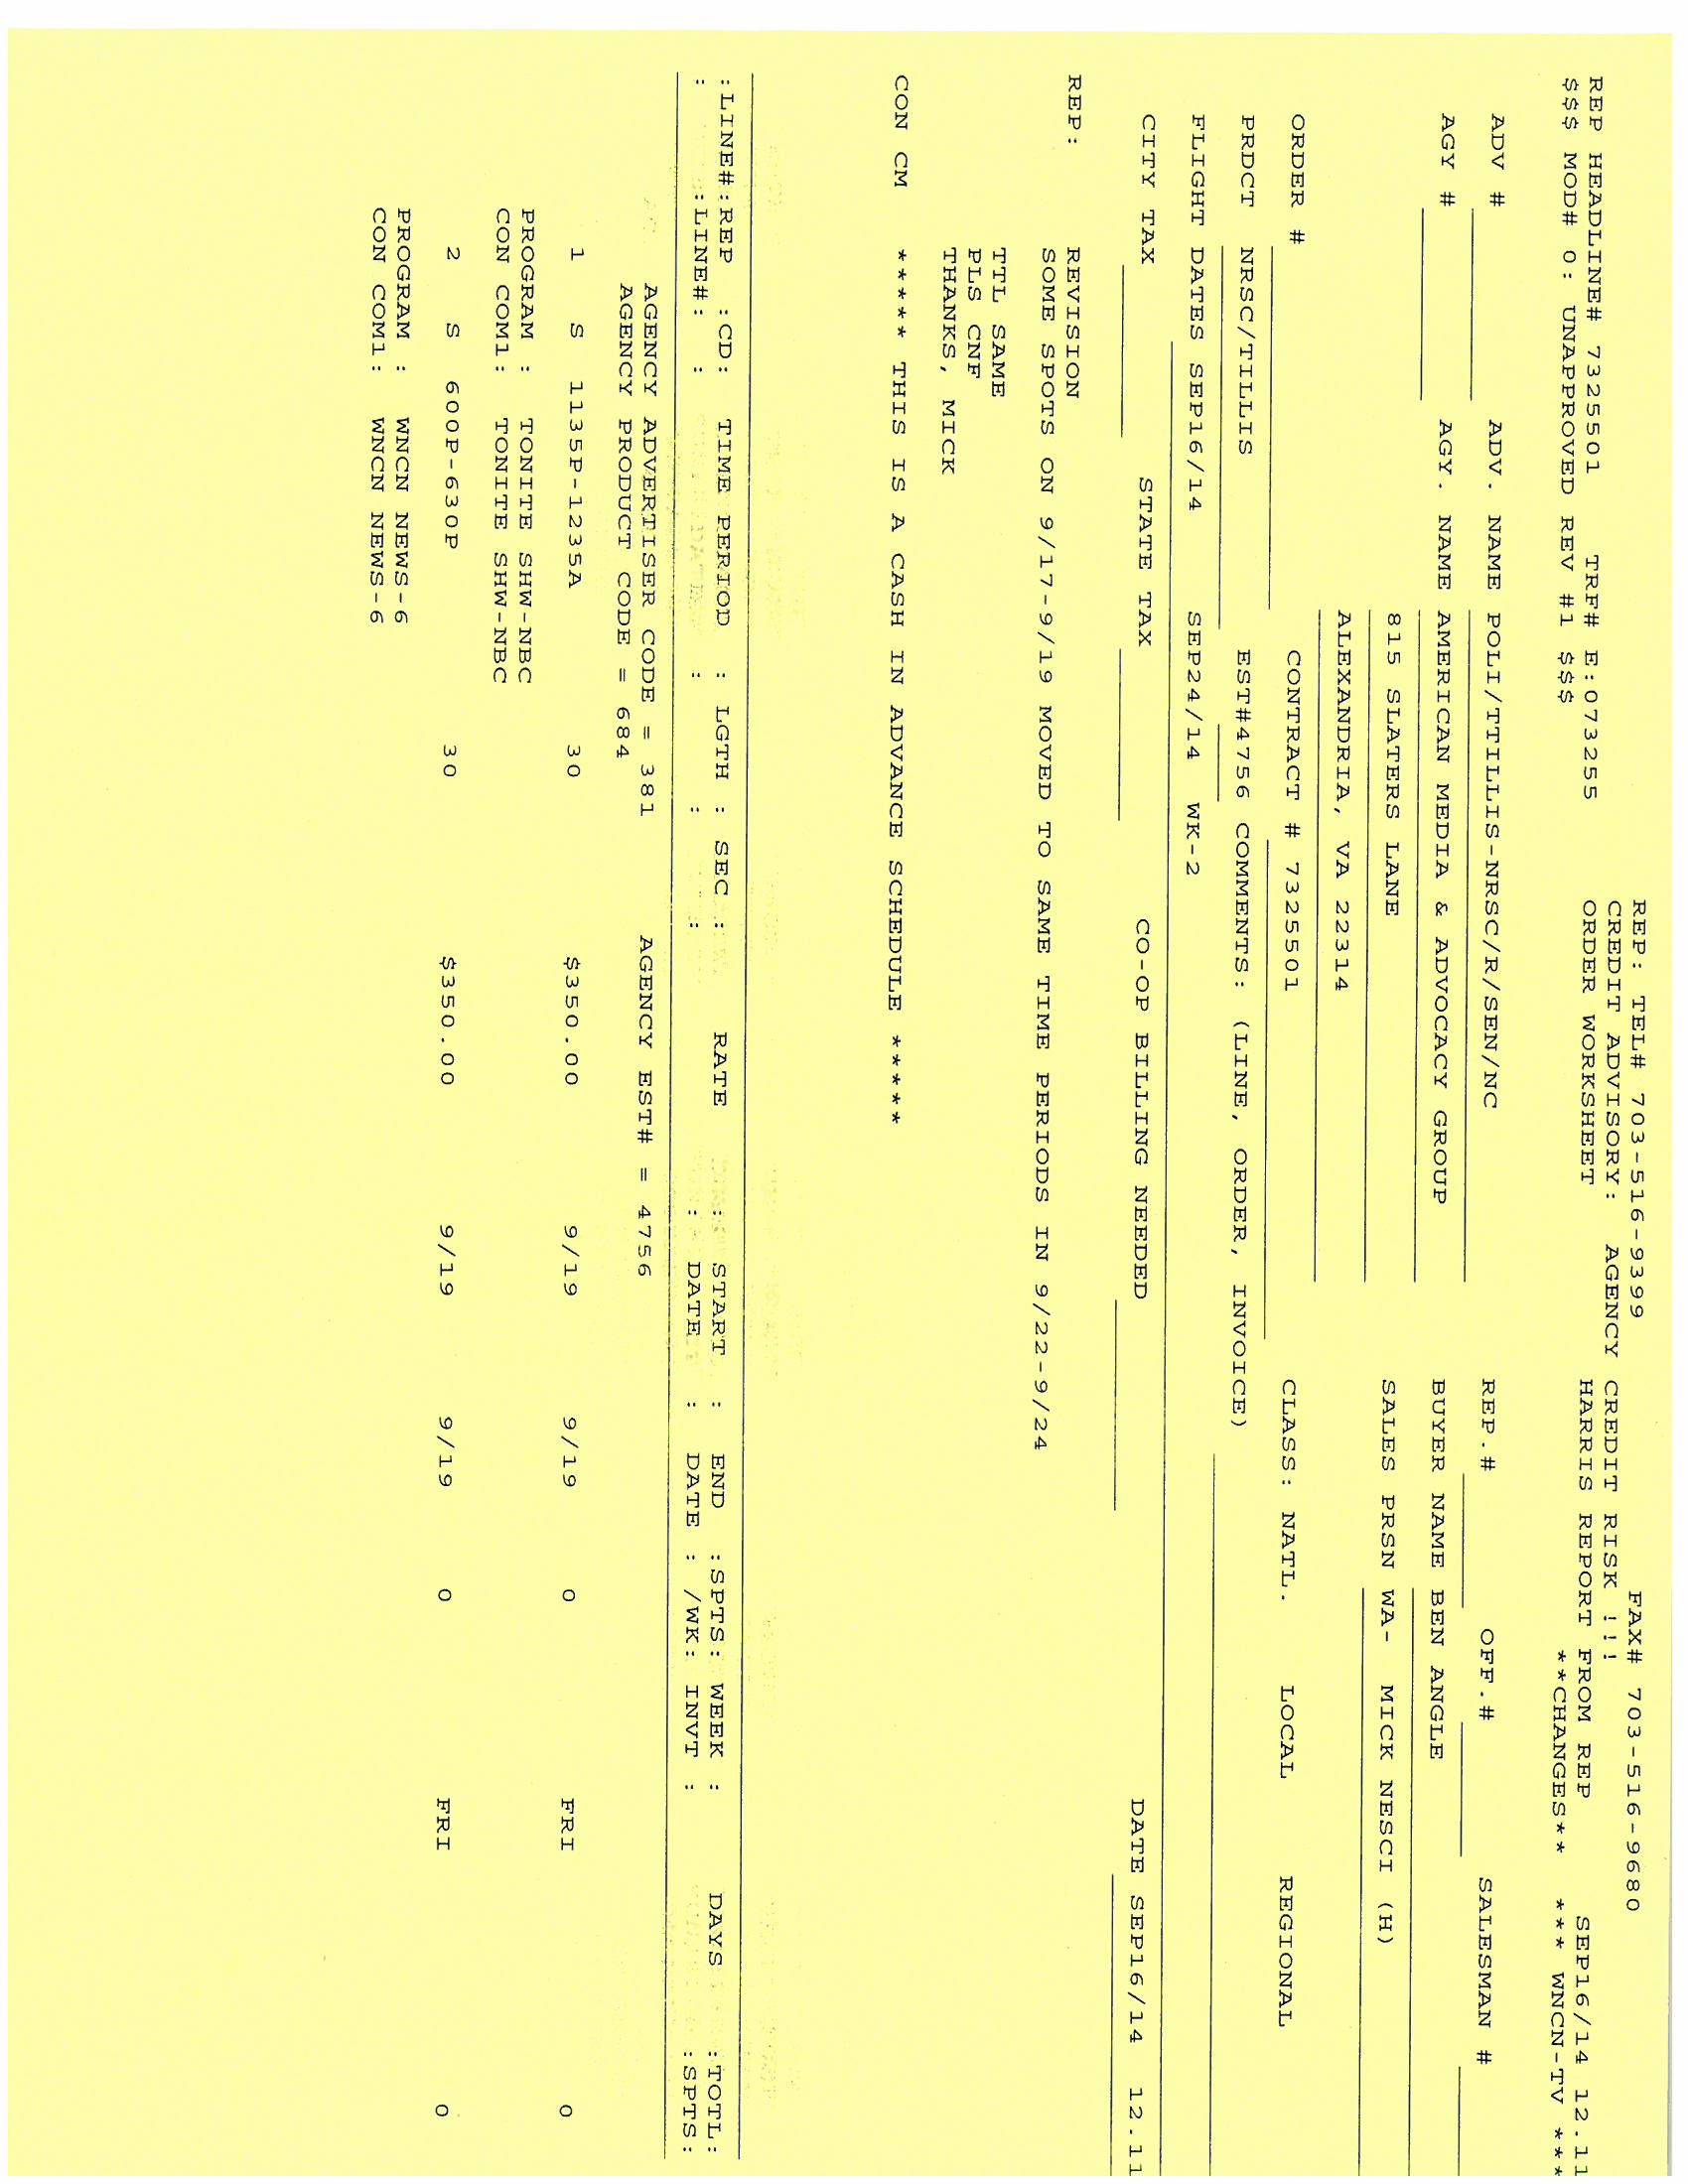 REP: TEL# 703-516-9399 FAX# 703-516-9680
CREDIT ADVISORY: AGENCY CREDIT RISK !!!
REP HEADLINE# 7325501 TRF# E:073255 ORDER WORKSHEET HARRIS REPORT FROM REP SEP16/14 12.11
$$$ MOD# 0: UNAPPROVED REV #1 $$$ **CHANGES** *** WNCN-TV ***
ADV # ADV. NAME POLI/TTILLIS-NRSC/R/SEN/NC REP.# OFF.# SALESMAN #
AGY # AGY. NAME AMERICAN MEDIA & ADVOCACY GROUP BUYER NAME BEN ANGLE
815 SLATERS LANE SALES PRSN WA- MICK NESCI (H)
ALEXANDRIA, VA 22314
ORDER # CONTRACT # 7325501 CLASS: NATL. LOCAL REGIONAL
PRDCT NRSC/TILLIS EST#4756 COMMENTS: (LINE, ORDER, INVOICE)
FLIGHT DATES SEP16/14 SEP24/14 WK-2
CITY TAX STATE TAX CO-OP BILLING NEEDED DATE SEP16/14 12.11
REP: REVISION
SOME SPOTS ON 9/17-9/19 MOVED TO SAME TIME PERIODS IN 9/22-9/24
TTL SAME
PLS CNF
THANKS, MICK
CON CM ***** THIS IS A CASH IN ADVANCE SCHEDULE *****
:LINE#:REP :CD: TIME PERIOD : LGTH : SEC : RATE : START : END :SPTS: WEEK : DAYS :TOTL:
: :LINE#: : : : : : DATE : DATE : /WK: INVT : :SPTS:
AGENCY ADVERTISER CODE = 381 AGENCY EST# = 4756
AGENCY PRODUCT CODE = 684
1 S 1135P-1235A 30 $350.00 9/19 9/19 0 FRI 0
PROGRAM : TONITE SHW-NBC
CON COM1: TONITE SHW-NBC
2 S 600P-630P 30 $350.00 9/19 9/19 0 FRI 0
PROGRAM : WNCN NEWS-6
CON COM1: WNCN NEWS-6